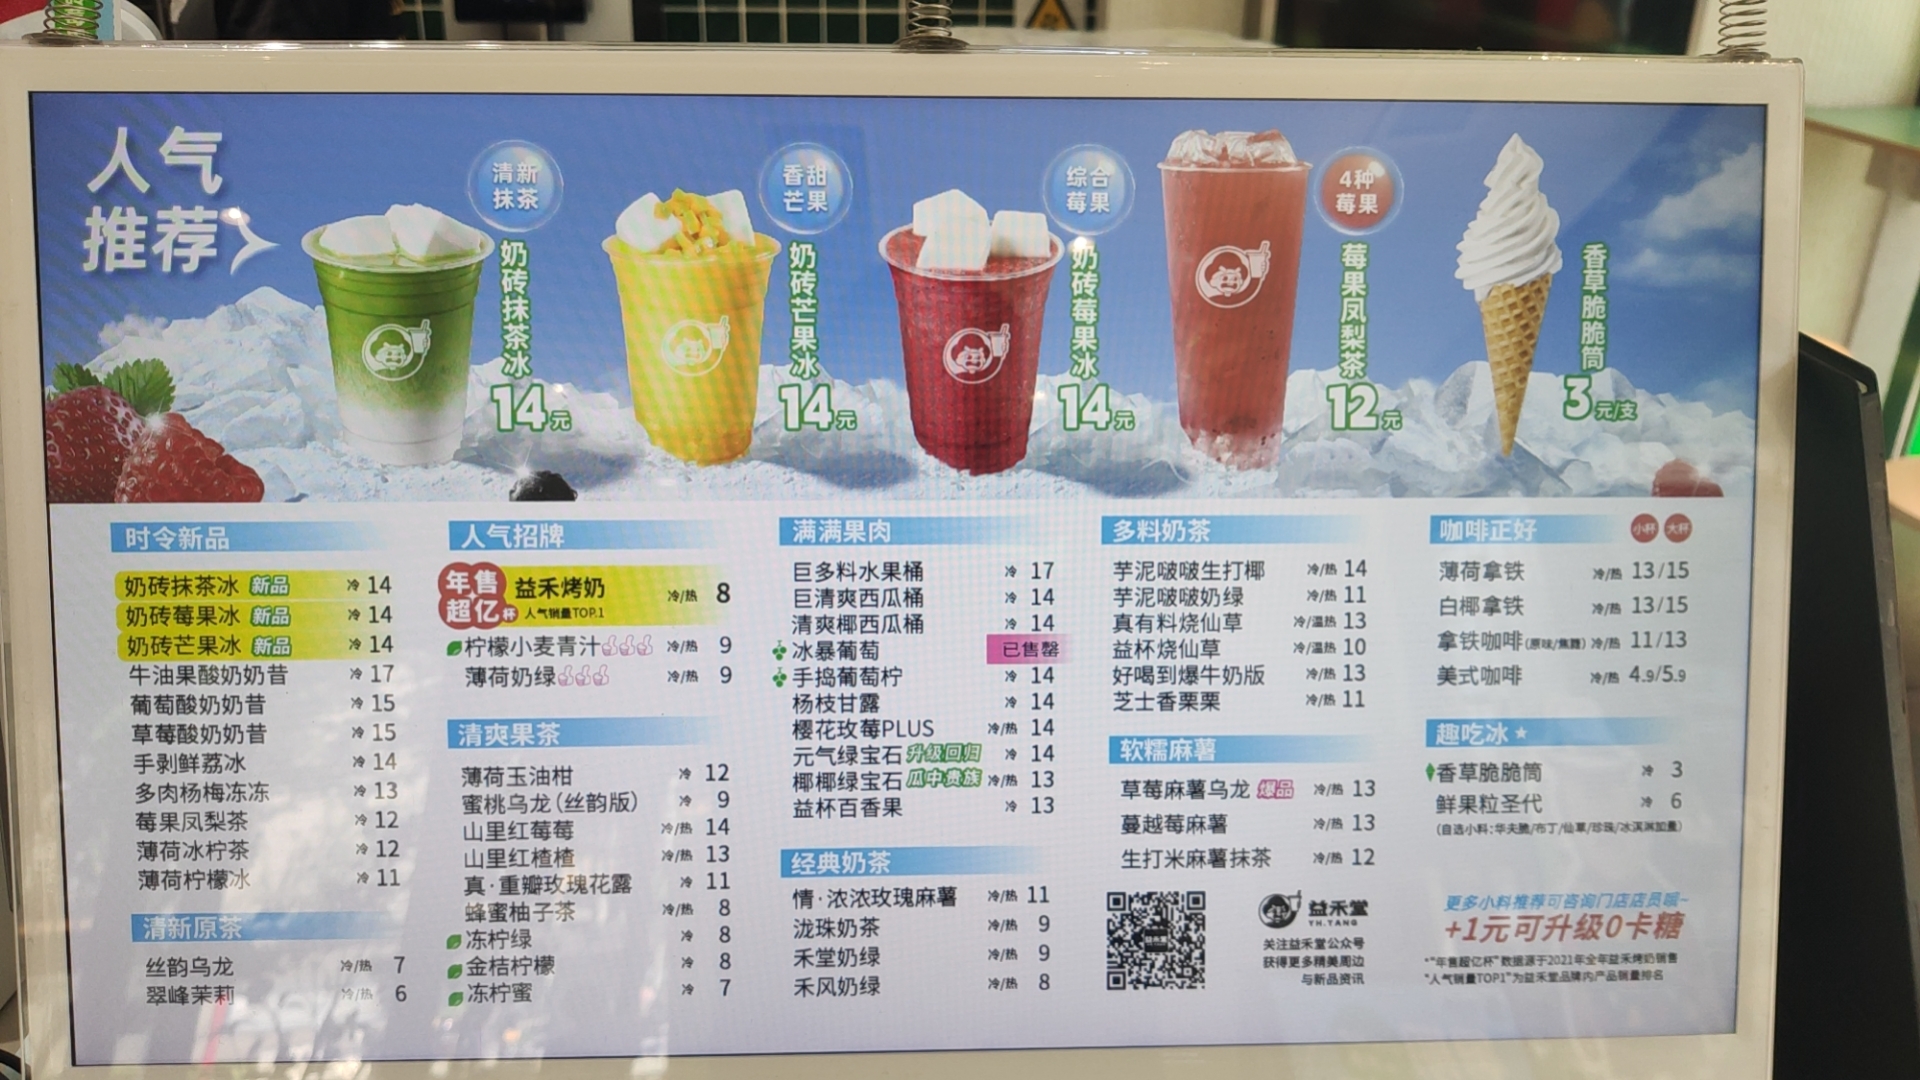 人气
推荐
清新
抹茶
奶砖抹茶冰
14元
香甜
芒果
奶砖芒果冰
14元
综合
莓果
奶砖莓果冰
14元
4种
莓果
莓果凤梨茶
12元
香草脆脆筒
3元/支
时令新品
奶砖抹茶冰 新品 冷 14
奶砖莓果冰 新品 冷 14
奶砖芒果冰 新品 冷 14
牛油果酸奶奶昔 冷 17
葡萄酸奶奶昔 冷 15
草莓酸奶奶昔 冷 15
手剥鲜荔冰 冷 14
多肉杨梅冻冻 冷 13
莓果凤梨茶 冷 12
薄荷冰柠茶 冷 12
薄荷柠檬冰 冷 11
清新原茶
丝韵乌龙 冷/热 7
翠峰茉莉 冷/热 6
人气招牌
年售超亿杯 益禾烤奶 冷/热 8
人气销量TOP.1
柠檬小麦青汁 冷/热 9
薄荷奶绿 冷/热 9
清爽果茶
薄荷玉油柑 冷 12
蜜桃乌龙(丝韵版) 冷 9
山里红莓莓 冷/热 14
山里红楂楂 冷/热 13
真·重瓣玫瑰花露 冷 11
蜂蜜柚子茶 冷/热 8
冻柠绿 冷 8
金桔柠檬 冷 8
冻柠蜜 冷 7
满满果肉
巨多料水果桶 冷 17
巨清爽西瓜桶 冷 14
清爽椰西瓜桶 冷 14
冰暴葡萄 已售罄
手捣葡萄柠 冷 14
杨枝甘露 冷 14
樱花玫莓PLUS 冷/热 14
元气绿宝石 升级回归 冷 14
椰椰绿宝石 瓜中贵族 冷/热 13
益杯百香果 冷 13
经典奶茶
情·浓浓玫瑰麻薯 冷/热 11
泷珠奶茶 冷/热 9
禾堂奶绿 冷/热 9
禾风奶绿 冷/热 8
多料奶茶
芋泥啵啵生打椰 冷/热 14
芋泥啵啵奶绿 冷/热 11
真有料烧仙草 冷/温热 13
益杯烧仙草 冷/温热 10
好喝到爆牛奶版 冷/热 13
芝士香栗栗 冷/热 11
软糯麻薯
草莓麻薯乌龙 爆品 冷/热 13
蔓越莓麻薯 冷/热 13
生打米麻薯抹茶 冷/热 12
益禾堂
YH.TANG
关注益禾堂公众号
获得更多精美周边
与新品资讯
咖啡正好 小杯 大杯
薄荷拿铁 冷/热 13/15
白椰拿铁 冷/热 13/15
拿铁咖啡(原味/焦糖) 冷/热 11/13
美式咖啡 冷/热 4.9/5.9
趣吃冰
香草脆脆筒 冷 3
鲜果粒圣代 冷 6
(自选小料:华夫脆/布丁/仙草/珍珠/冰淇淋加量)
更多小料推荐可咨询门店店员哦~
+1元可升级0卡糖
*"年售超亿杯"数据源于2021年全年益禾烤奶销售
"人气销量TOP1"为益禾堂品牌内产品销量排名